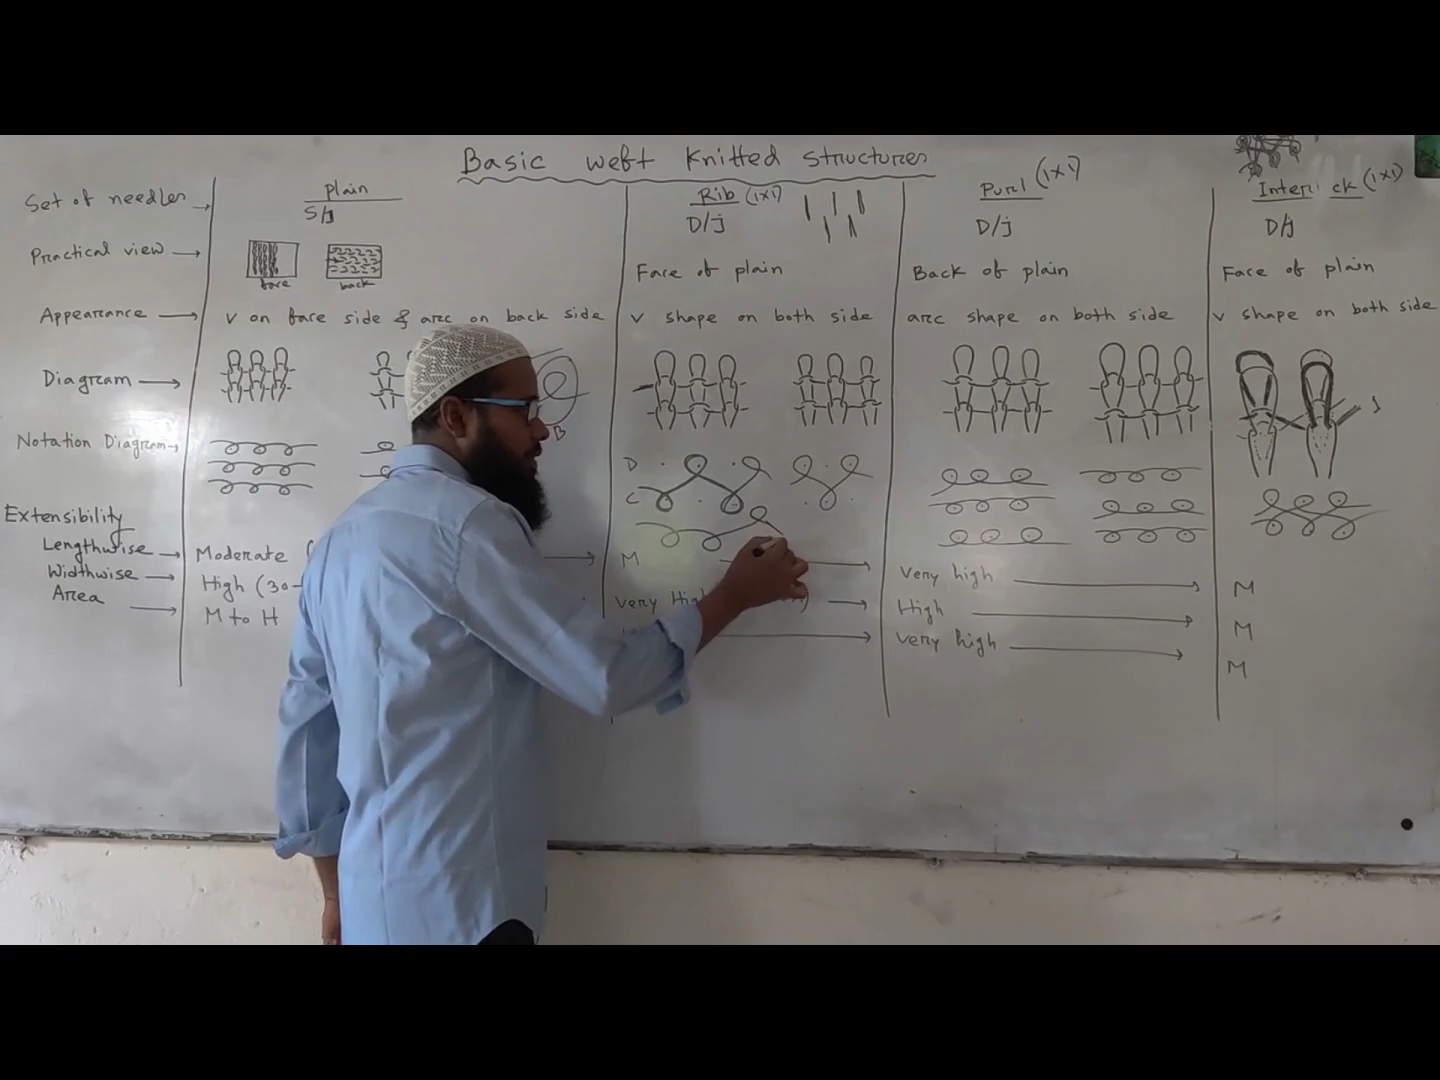 Basic weft Knitted Structures
Set of needles
Practical view
Appearance
Diagram
Notation Diagram
Extensibility
Lengthwise
Widthwise
Area
plain
S/j
face back
V on face side & arc on back side
B
Moderate
High (30-
M to H
Rib (1x1)
D/j
Face of plain
V shape on both side
D
C
M
Very
Purl (1x1)
D/j
Back of plain
arc shape on both side
Very high
High
Very high
(1x1)
D/j
Face of plain
V shape on both side
M
M
M